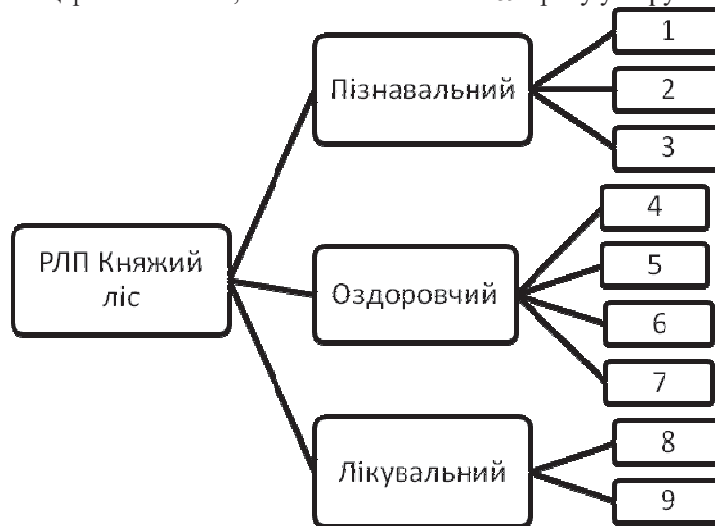 РЛП Княжий
ліс
Пізнавальний
1
2
3
Оздоровчий
4
5
6
7
Лікувальний
8
9